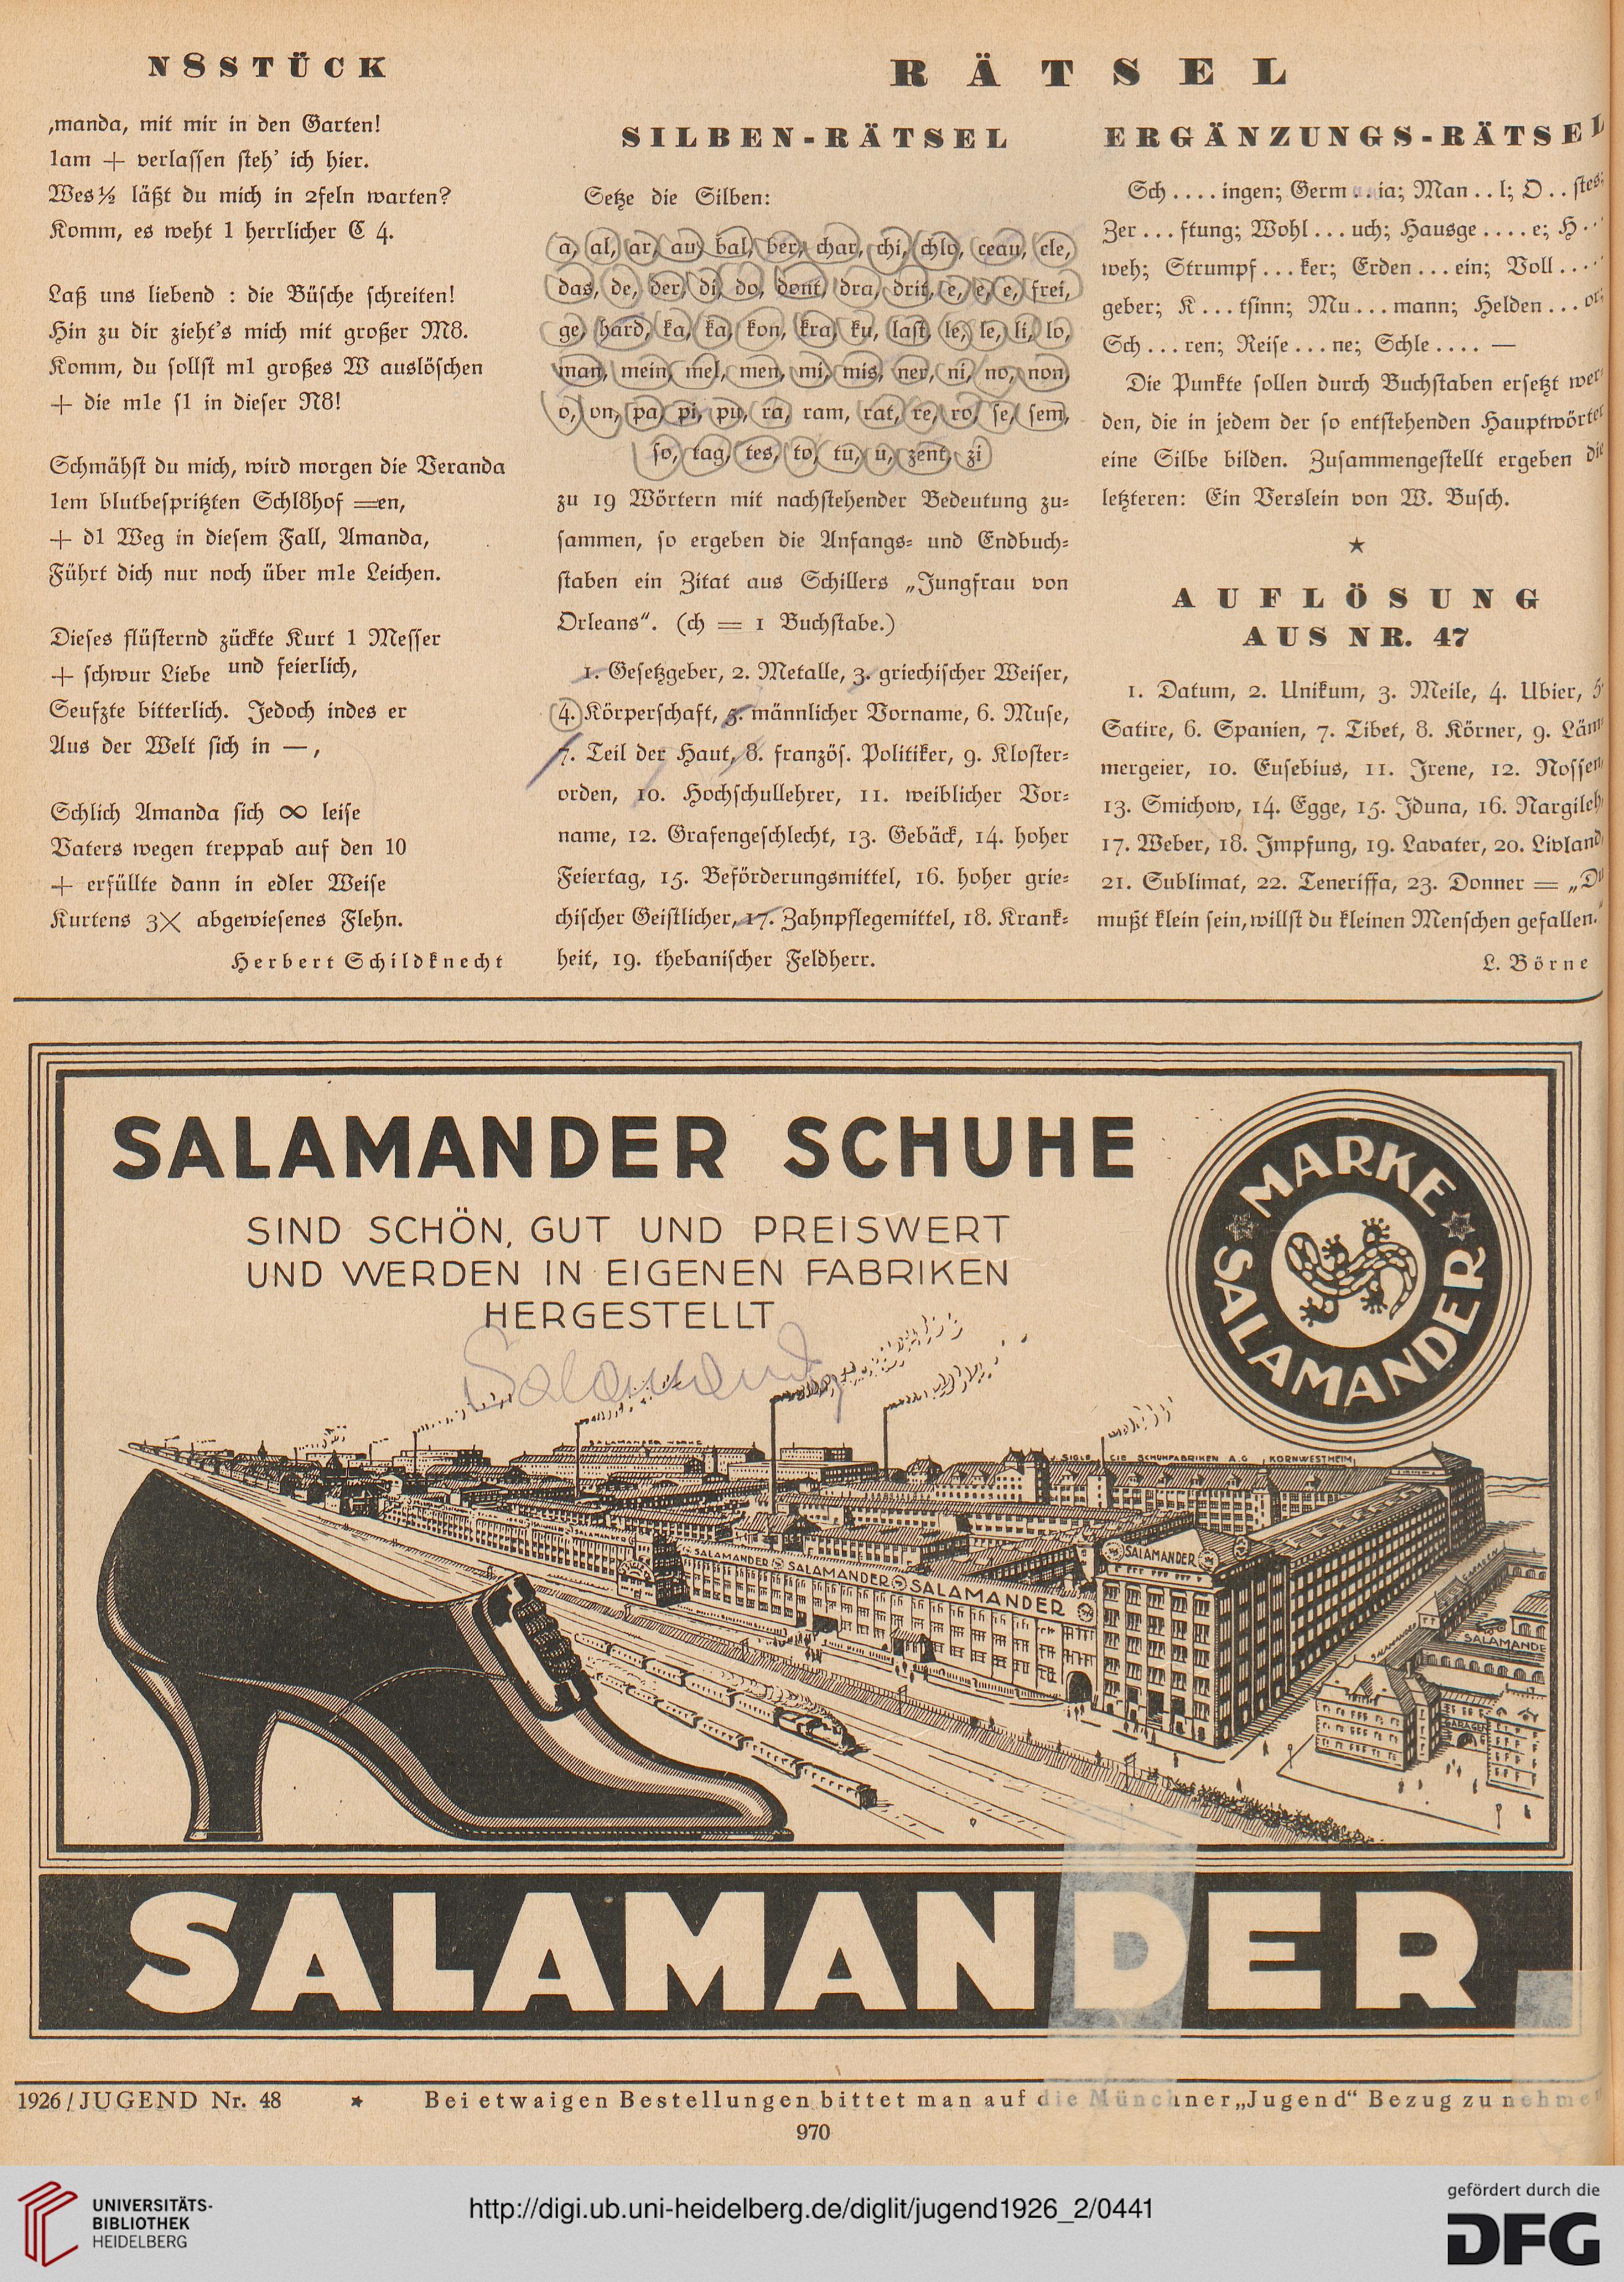 N8STÜCK
‚manda, mit mir in den Garten!
1am + verlassen steh' ich hier.
Wes½ läßt du mich in 2feln warten?
Komm, es weht 1 herrlicher C 4.
Laß uns liebend : die Büsche schreiten!
Hin zu dir zieht's mich mit großer M8.
Komm, du sollst m1 großes W auslöschen
+ die m1e s1 in dieser N8!
Schmähst du mich, wird morgen die Veranda
1em blutbespritzten Schl8hof =en,
+ d1 Weg in diesem Fall, Amanda,
Führt dich nur noch über m1e Leichen.
Dieses flüsternd zückte Kurt 1 Messer
+ schwur Liebe und feierlich,
Seufzte bitterlich. Jedoch indes er
Aus der Welt sich in — ,
Schlich Amanda sich ∞ leise
Vaters wegen treppab auf den 10
+ erfüllte dann in edler Weise
Kurtens 3× abgewiesenes Flehn.
Herbert Schildknecht
RÄTSEL
SILBEN-RÄTSEL
Setze die Silben:
a, al, ar, au, bal, ber, char, chi, chlo, ceau, cle,
das, de, der, di, do, dont, dra, drit, e, e, e, frei,
ge, hard, ka, ka, kon, kra, ku, last, le, le, li, lo,
man, mein, mel, men, mi, mis, ner, ni, no, non,
o, on, pa, pi, pu, ra, ram, rat, re, ro, se, sem,
so, tag, tes, to, tu, u, zent, zi
zu 19 Wörtern mit nachstehender Bedeutung zu-
sammen, so ergeben die Anfangs- und Endbuch-
staben ein Zitat aus Schillers „Jungfrau von
Orleans“. (ch = 1 Buchstabe.)
1. Gesetzgeber, 2. Metalle, 3. griechischer Weiser,
4. Körperschaft, 5. männlicher Vorname, 6. Muse,
7. Teil der Haut, 8. französ. Politiker, 9. Kloster-
orden, 10. Hochschullehrer, 11. weiblicher Vor-
name, 12. Grafengeschlecht, 13. Gebäck, 14. hoher
Feiertag, 15. Beförderungsmittel, 16. hoher grie-
chischer Geistlicher, 17. Zahnpflegemittel, 18. Krank-
heit, 19. thebanischer Feldherr.
ERGÄNZUNGS-RÄTSEL
Sch . . . . ingen; Germ . . . ia; Man . . l; O . . stes;
Zer . . . ftung; Wohl . . . uch; Hausge . . . . e; H . .
weh; Strumpf . . . ker; Erden . . . ein; Voll . . . .
geber; K . . . tsinn; Mu . . . mann; Helden . . . or;
Sch . . . ren; Reise . . . ne; Schle . . . . —
Die Punkte sollen durch Buchstaben ersetzt wer-
den, die in jedem der so entstehenden Hauptwörter
eine Silbe bilden. Zusammengestellt ergeben die
letzteren: Ein Verslein von W. Busch.
★
AUFLÖSUNG
AUS NR. 47
1. Datum, 2. Unikum, 3. Meile, 4. Ubier, 5
Satire, 6. Spanien, 7. Tibet, 8. Körner, 9. Läm
mergeier, 10. Eusebius, 11. Irene, 12. Nossen
13. Smichow, 14. Egge, 15. Iduna, 16. Nargileh
17. Weber, 18. Impfung, 19. Lavater, 20. Livland,
21. Sublimat, 22. Teneriffa, 23. Donner = „Du
mußt klein sein, willst du kleinen Menschen gefallen.“
L. Börne
SALAMANDER SCHUHE
SIND SCHÖN, GUT UND PREISWERT
UND WERDEN IN EIGENEN FABRIKEN
HERGESTELLT
MARKE
SALAMANDER
SALAMANDER WERKE
J. SIGLE CIE SCHUHFABRIKEN A.G. KORNWESTHEIM
SALAMANDER SALAMANDER SALAMANDER
SALAMANDER
SALAMANDE
GARAGE
SALAMANDER
1926 / JUGEND Nr. 48 ★ Bei etwaigen Bestellungen bittet man auf die Münchner „Jugend“ Bezug zu nehme
970
UNIVERSITÄTS-
BIBLIOTHEK
HEIDELBERG
http://digi.ub.uni-heidelberg.de/diglit/jugend1926_2/0441
gefördert durch die
DFG